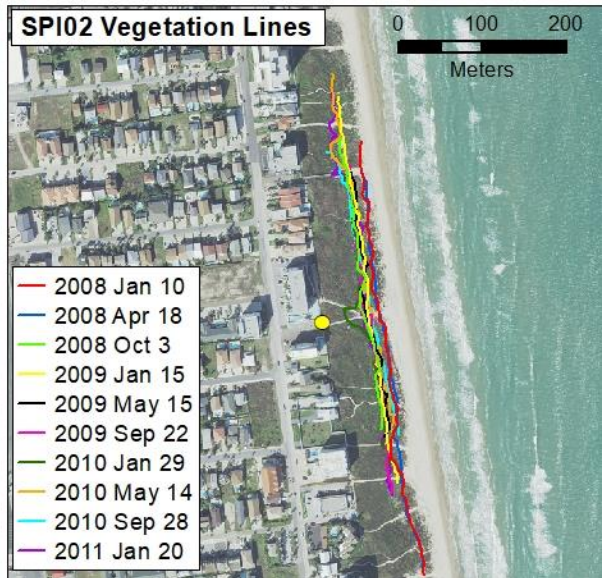 SPI02 Vegetation Lines
0 100 200
Meters
2008 Jan 10
2008 Apr 18
2008 Oct 3
2009 Jan 15
2009 May 15
2009 Sep 22
2010 Jan 29
2010 May 14
2010 Sep 28
2011 Jan 20